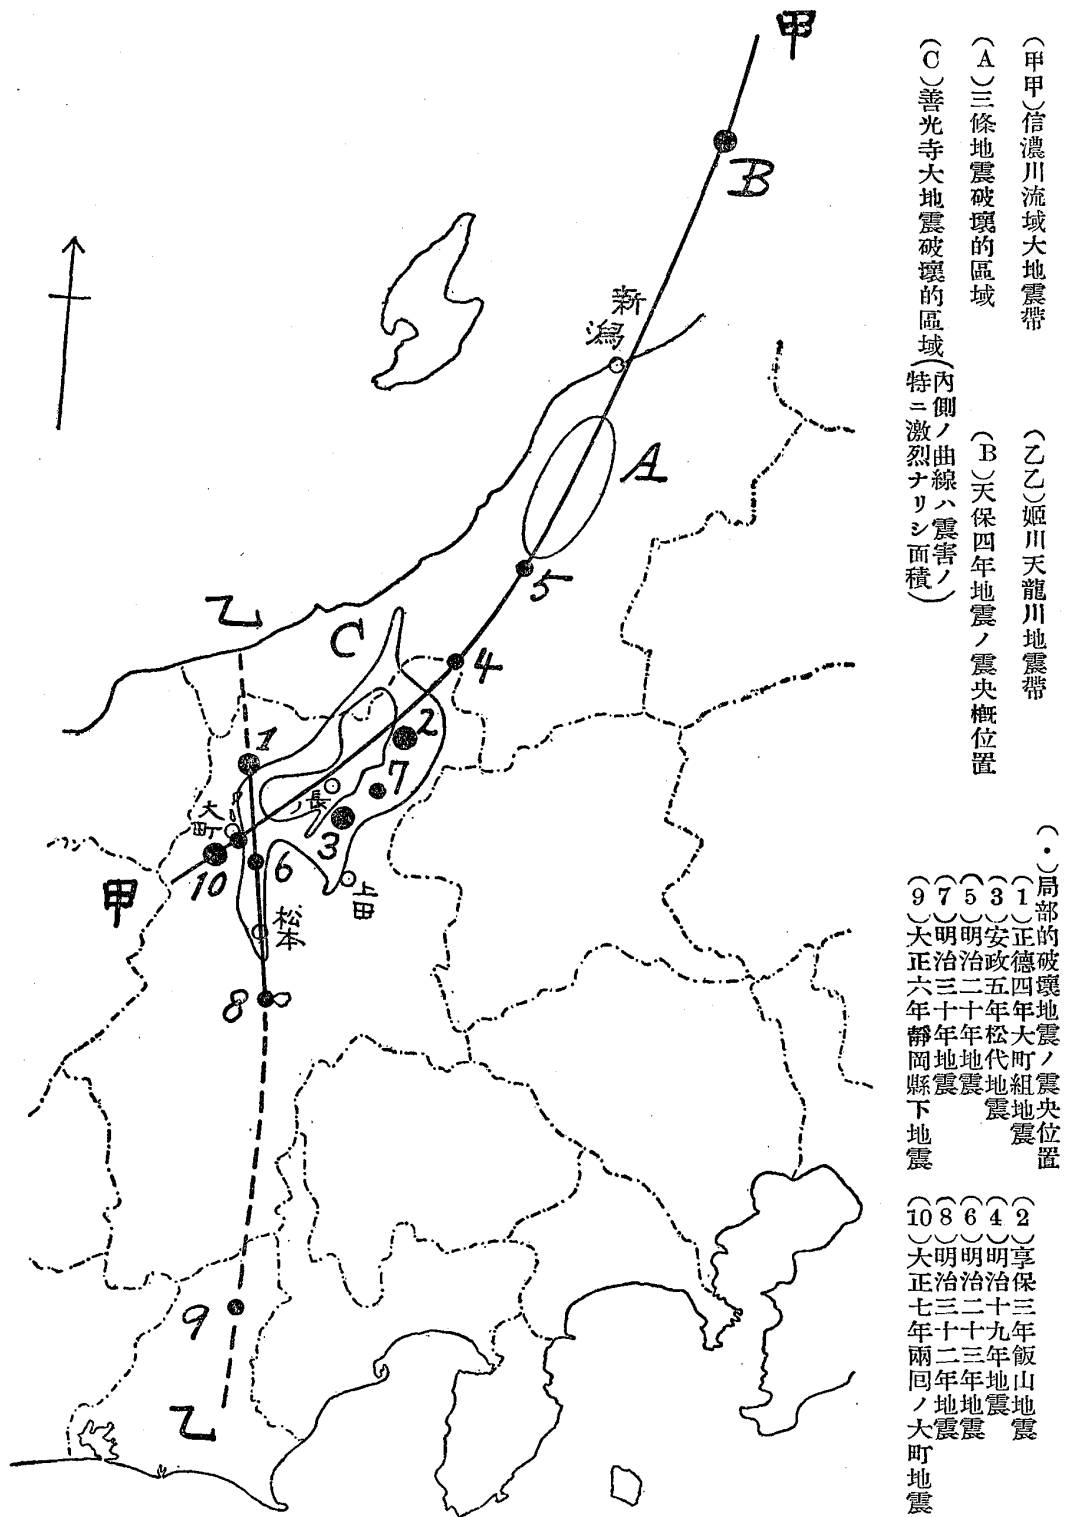 (甲甲)信濃川流域大地震帶
(乙乙)姬川天龍川地震帶
(A)三條地震破壞的區域
(B)天保四年地震ノ震央槪位置
(C)善光寺大地震破壞的區域(內側ノ曲線ハ震害ノ特ニ激烈ナリシ面積)
(・)局部的破壞地震ノ震央位置
(1)正德四年大町組地震
(2)享保三年飯山地震
(3)安政五年松代地震
(4)明治十九年地震
(5)明治二十年地震
(6)明治二十三年地震
(7)明治三十年地震
(8)明治三十二年地震
(9)大正六年靜岡縣下地震
(10)大正七年兩回ノ大町地震
甲
B
新潟
A
5
乙
C
4
1
2
7
長ノ
大町
3
10
6
上田
甲
松本
8
9
乙